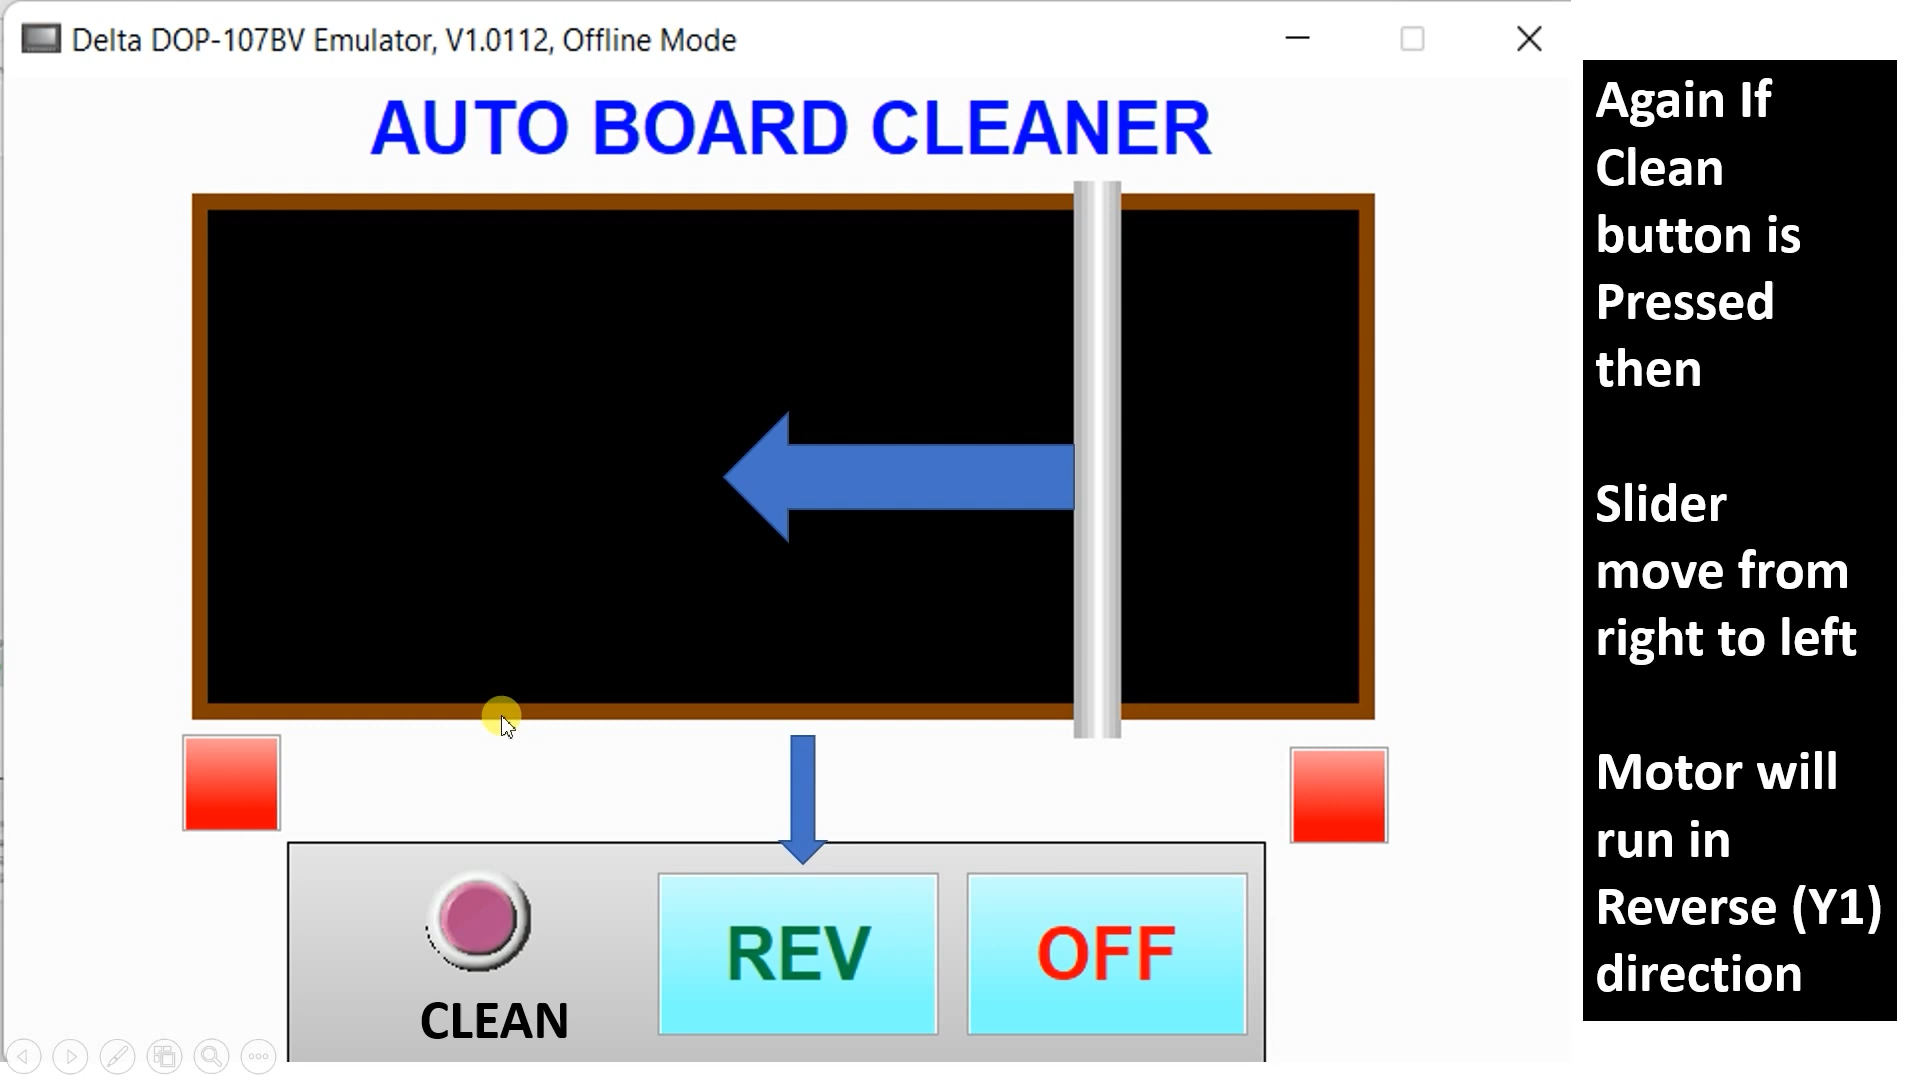 Delta DOP-107BV Emulator, V1.0112, Offline Mode
AUTO BOARD CLEANER
REV
OFF
CLEAN
Again If
Clean
button is
Pressed
then
Slider
move from
right to left
Motor will
run in
Reverse (Y1)
direction